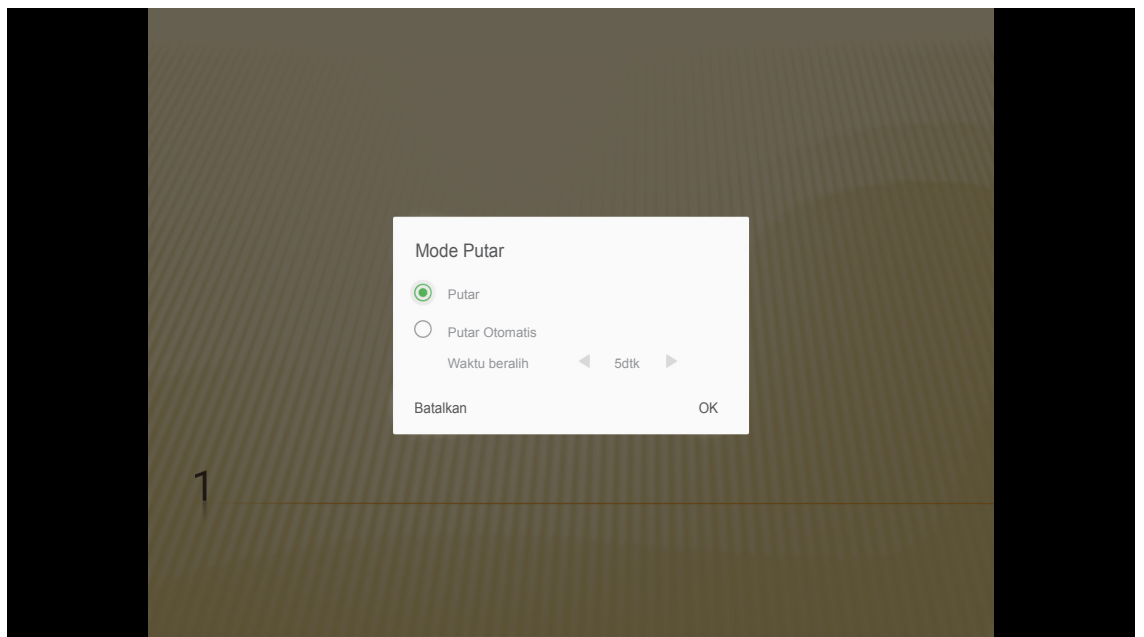 Mode Putar
Putar
Putar Otomatis
Waktu beralih 5dtk
Batalkan OK
1